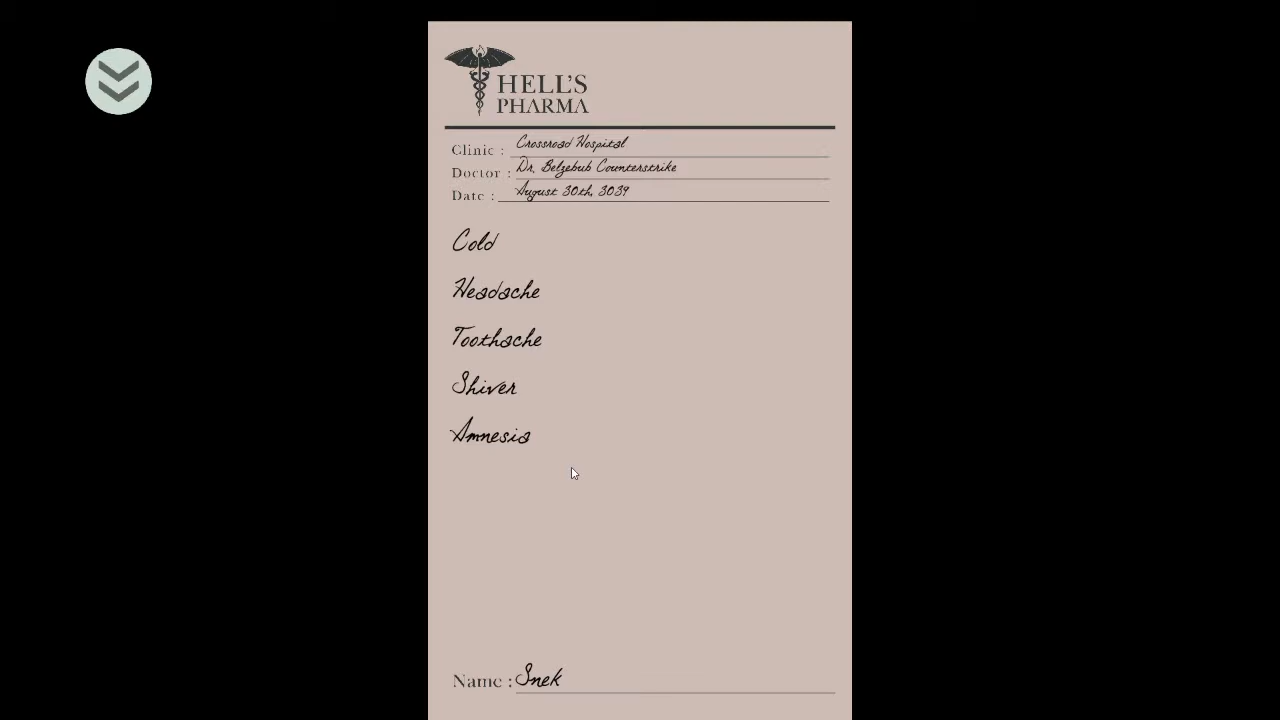 HELL'S
PHARMA
Clinic : Crossroad Hospital
Doctor : Dr. Belzebub Counterstrike
Date : August 30th, 3039
Cold
Headache
Toothache
Shiver
Amnesia
Name : Snek